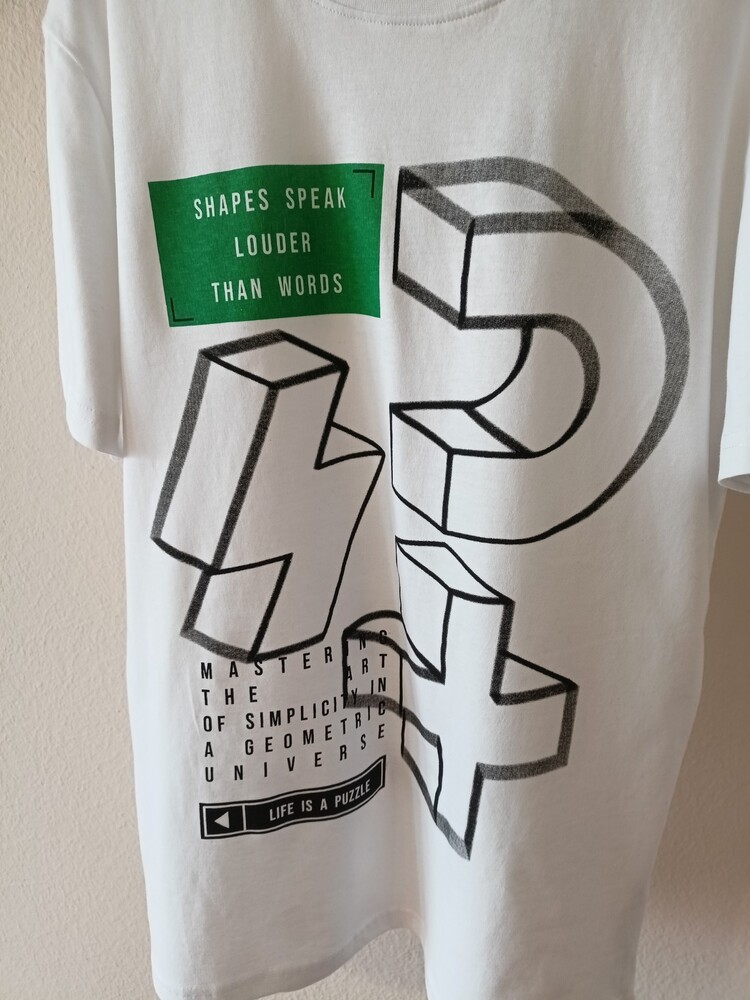 SHAPES SPEAK
LOUDER
THAN WORDS
MASTERING
THE ART
OF SIMPLICITY IN
A GEOMETRIC
UNIVERSE
LIFE IS A PUZZLE